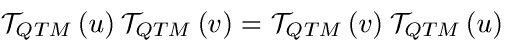 𝒯_{QTM} (u) 𝒯_{QTM} (v) = 𝒯_{QTM} (v) 𝒯_{QTM} (u)